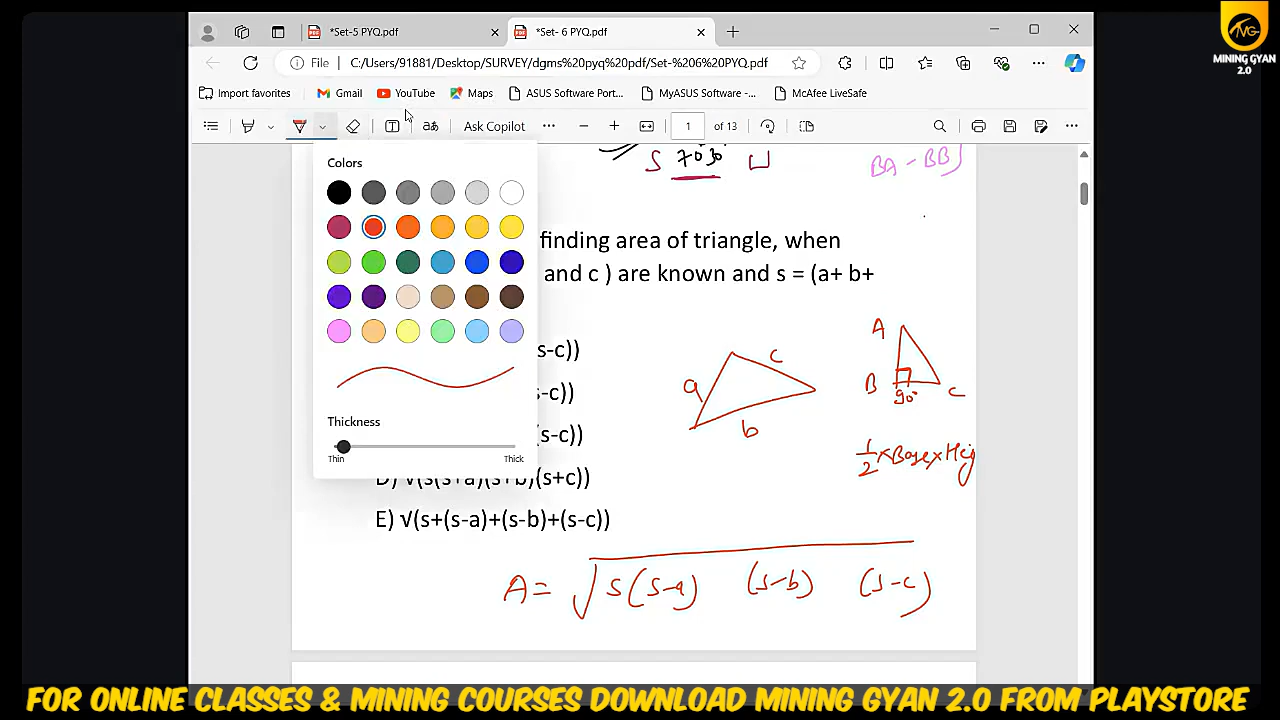 *Set-5 PYQ.pdf
*Set- 6 PYQ.pdf
File C:/Users/91881/Desktop/SURVEY/dgms%20pyq%20pdf/Set-%206%20PYQ.pdf
Import favorites Gmail YouTube Maps ASUS Software Port... MyASUS Software -... McAfee LiveSafe
Ask Copilot 1 of 13
MINING GYAN
2.0
Colors
Thickness
Thin Thick
S 7030'
BA - BB
finding area of triangle, when
and c ) are known and s = (a+ b+
s-c))
-c))
(s-c))
D) √(s(s+a)(s+b)(s+c))
E) √(s+(s-a)+(s-b)+(s-c))
a c b
A B C 90°
1/2 ×Base×Heig
A = √s(s-a) (s-b) (s-c)
FOR ONLINE CLASSES & MINING COURSES DOWNLOAD MINING GYAN 2.0 FROM PLAYSTORE